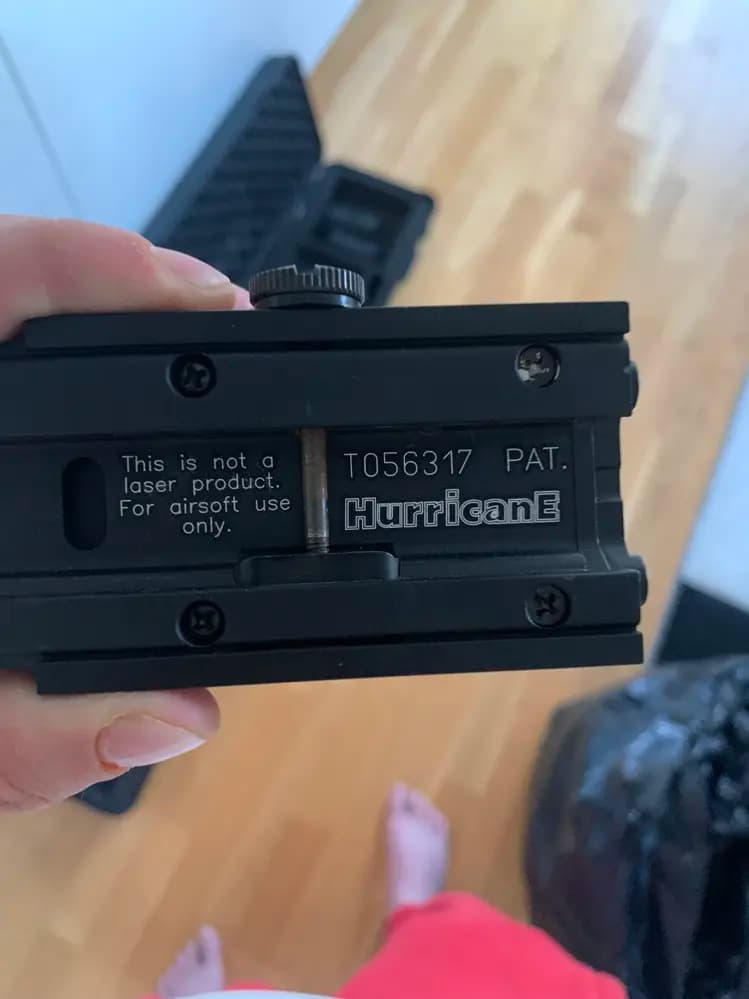 This is not a
laser product.
For airsoft use
only.
T056317 PAT.
HurricanE